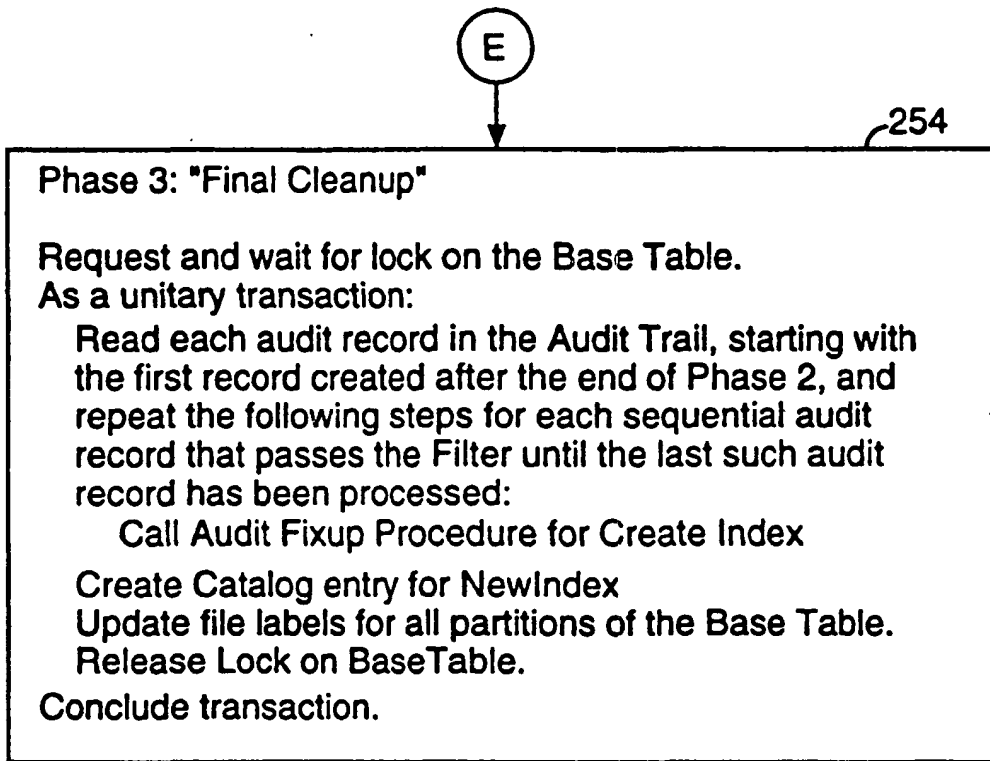 E
254
Phase 3: "Final Cleanup"
Request and wait for lock on the Base Table.
As a unitary transaction:
Read each audit record in the Audit Trail, starting with
the first record created after the end of Phase 2, and
repeat the following steps for each sequential audit
record that passes the Filter until the last such audit
record has been processed:
Call Audit Fixup Procedure for Create Index
Create Catalog entry for NewIndex
Update file labels for all partitions of the Base Table.
Release Lock on BaseTable.
Conclude transaction.